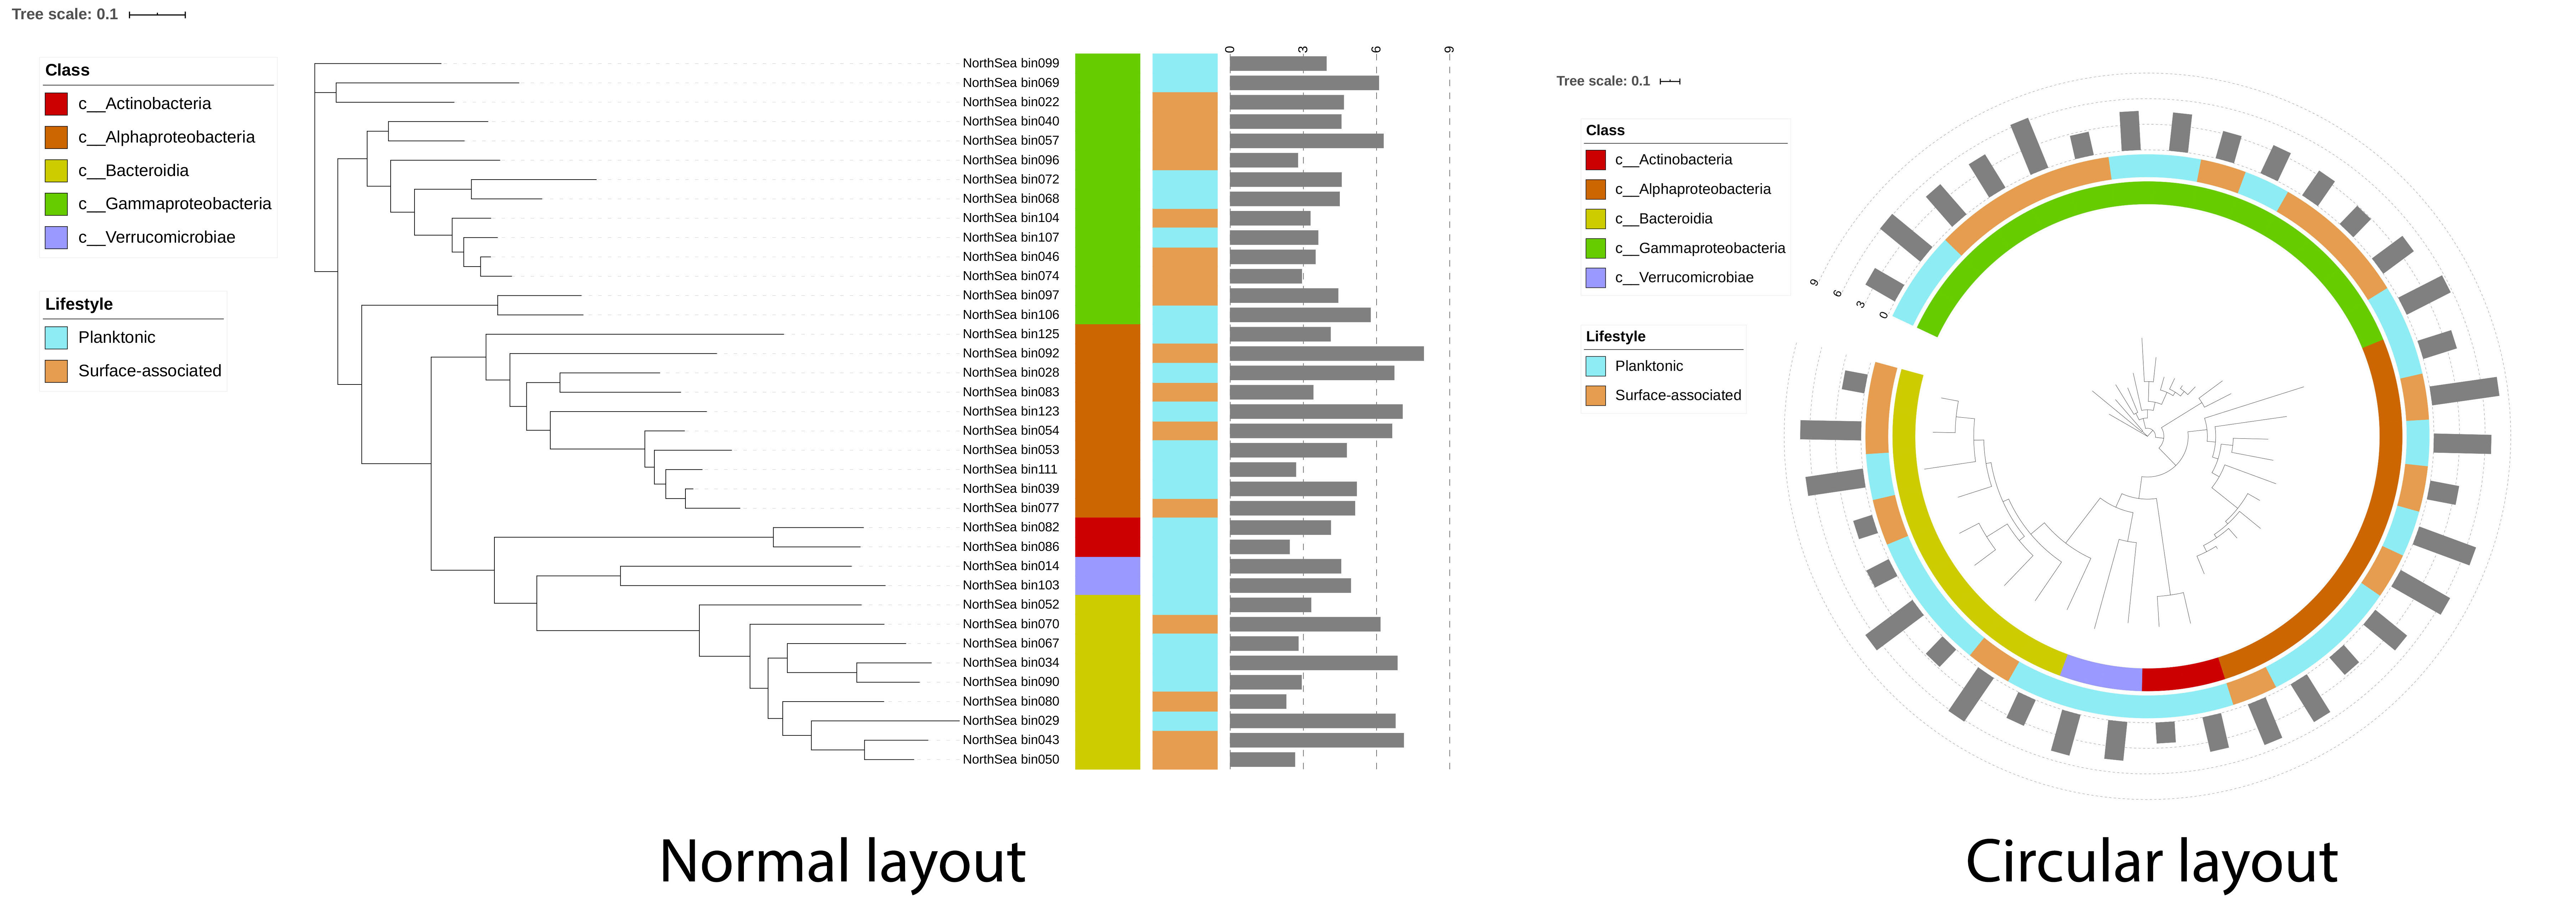 Tree scale: 0.1
Class
c__Actinobacteria
c__Alphaproteobacteria
c__Bacteroidia
c__Gammaproteobacteria
c__Verrucomicrobiae
Lifestyle
Planktonic
Surface-associated
0 3 6 9
NorthSea bin099
NorthSea bin069
NorthSea bin022
NorthSea bin040
NorthSea bin057
NorthSea bin096
NorthSea bin072
NorthSea bin068
NorthSea bin104
NorthSea bin107
NorthSea bin046
NorthSea bin074
NorthSea bin097
NorthSea bin106
NorthSea bin125
NorthSea bin092
NorthSea bin028
NorthSea bin083
NorthSea bin123
NorthSea bin054
NorthSea bin053
NorthSea bin111
NorthSea bin039
NorthSea bin077
NorthSea bin082
NorthSea bin086
NorthSea bin014
NorthSea bin103
NorthSea bin052
NorthSea bin070
NorthSea bin067
NorthSea bin034
NorthSea bin090
NorthSea bin080
NorthSea bin029
NorthSea bin043
NorthSea bin050
Normal layout
Tree scale: 0.1
Class
c__Actinobacteria
c__Alphaproteobacteria
c__Bacteroidia
c__Gammaproteobacteria
c__Verrucomicrobiae
Lifestyle
Planktonic
Surface-associated
9
6
3
0
Circular layout